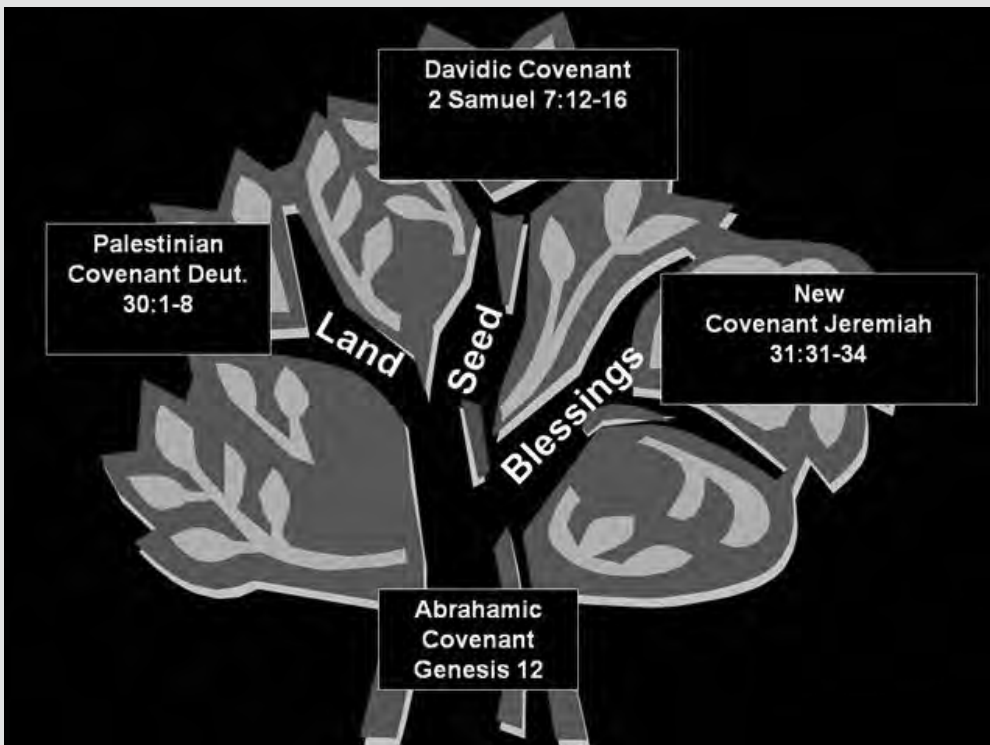 Davidic Covenant
2 Samuel 7:12-16
Palestinian
Covenant Deut.
30:1-8
New
Covenant Jeremiah
31:31-34
Land
Seed
Blessings
Abrahamic
Covenant
Genesis 12